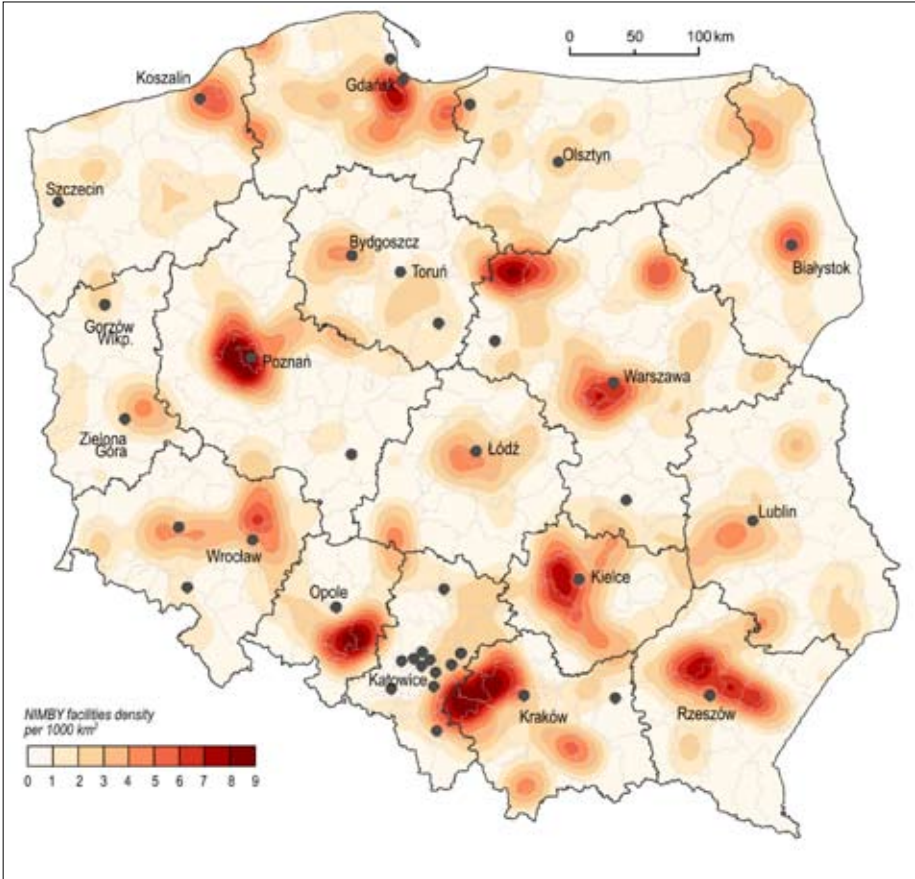 0 50 100 km
Koszalin
Gdańsk
Olsztyn
Szczecin
Bydgoszcz
Toruń
Białystok
Gorzów
Wlkp.
Poznań
Warszawa
Zielona
Góra
Łódź
Lublin
Wrocław
Opole
Kielce
Katowice
Kraków
Rzeszów
NIMBY facilities density
per 1000 km²
0 1 2 3 4 5 6 7 8 9